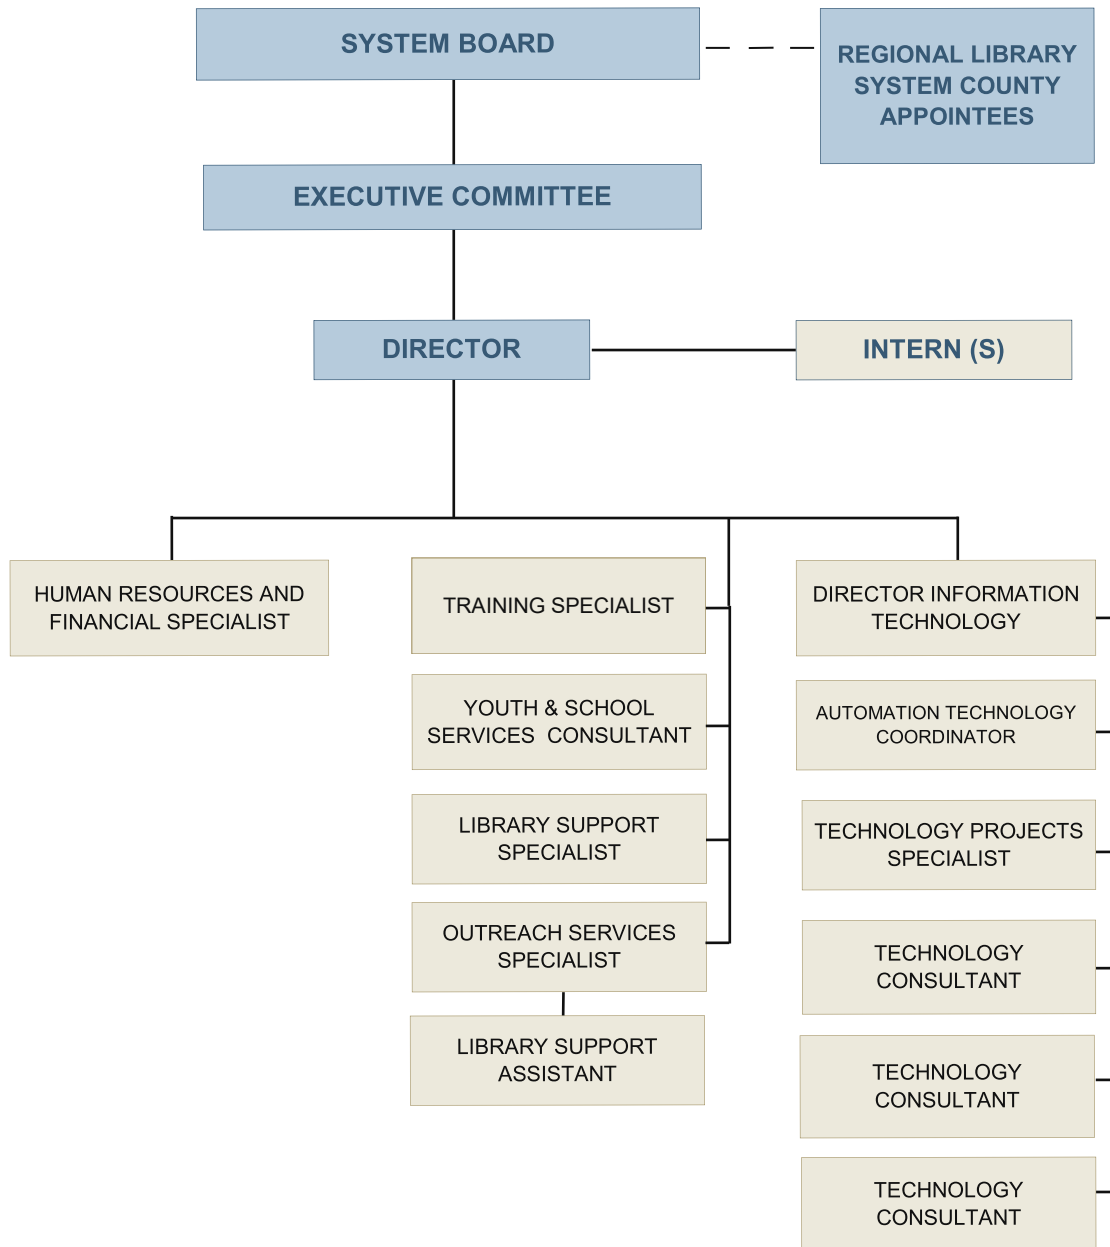 SYSTEM BOARD
REGIONAL LIBRARY
SYSTEM COUNTY
APPOINTEES
EXECUTIVE COMMITTEE
DIRECTOR
INTERN (S)
HUMAN RESOURCES AND
FINANCIAL SPECIALIST
TRAINING SPECIALIST
YOUTH & SCHOOL
SERVICES  CONSULTANT
LIBRARY SUPPORT
SPECIALIST
OUTREACH SERVICES
SPECIALIST
LIBRARY SUPPORT
ASSISTANT
DIRECTOR INFORMATION
TECHNOLOGY
AUTOMATION TECHNOLOGY
COORDINATOR
TECHNOLOGY PROJECTS
SPECIALIST
TECHNOLOGY
CONSULTANT
TECHNOLOGY
CONSULTANT
TECHNOLOGY
CONSULTANT